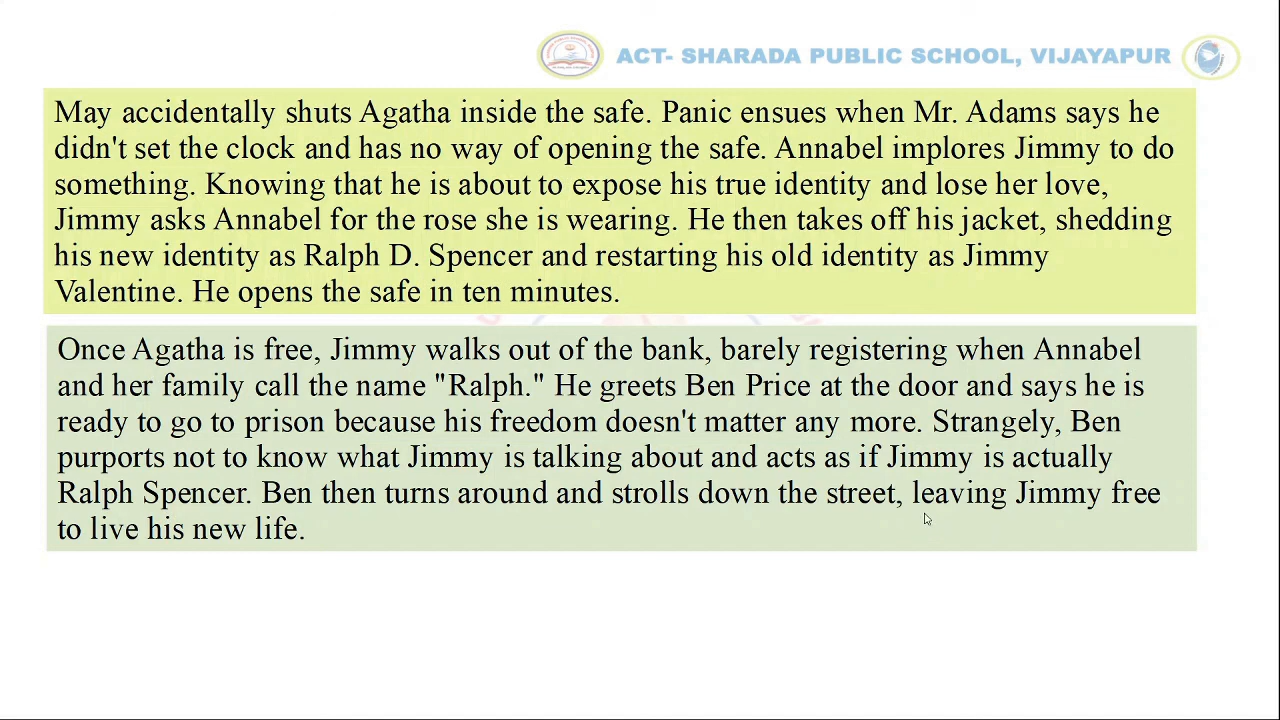 ACT- SHARADA PUBLIC SCHOOL, VIJAYAPUR
May accidentally shuts Agatha inside the safe. Panic ensues when Mr. Adams says he
didn't set the clock and has no way of opening the safe. Annabel implores Jimmy to do
something. Knowing that he is about to expose his true identity and lose her love,
Jimmy asks Annabel for the rose she is wearing. He then takes off his jacket, shedding
his new identity as Ralph D. Spencer and restarting his old identity as Jimmy
Valentine. He opens the safe in ten minutes.
Once Agatha is free, Jimmy walks out of the bank, barely registering when Annabel
and her family call the name "Ralph." He greets Ben Price at the door and says he is
ready to go to prison because his freedom doesn't matter any more. Strangely, Ben
purports not to know what Jimmy is talking about and acts as if Jimmy is actually
Ralph Spencer. Ben then turns around and strolls down the street, leaving Jimmy free
to live his new life.